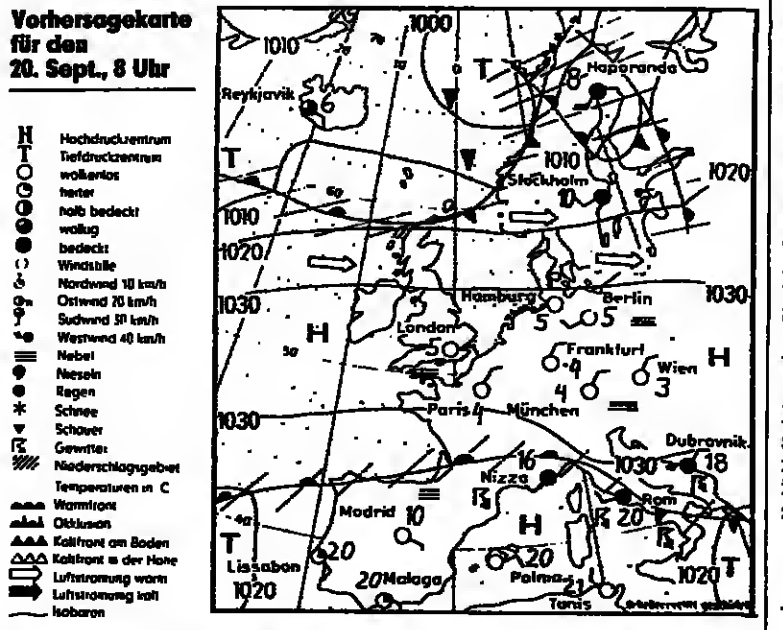 Vorhersagekarte
für den
20. Sept., 8 Uhr
H Hochdruckzentrum
T Tiefdruckzentrum
wolkenlos
heiter
halb bedeckt
wolkig
bedeckt
Windstille
Nordwind 10 km/h
Ostwind 20 km/h
Südwind 30 km/h
Westwind 40 km/h
Nebel
Nieseln
Regen
Schnee
Schauer
Gewitter
Niederschlagsgebiet
Temperaturen in C
Warmfront
Okklusion
Kaltfront am Boden
Kaltfront in der Höhe
Luftströmung warm
Luftströmung kalt
Isobaren
1010
1000
T
8 Haparanda
Reykjavik 6
T
1010
1020
Stockholm
10
60
0
1010
1020
1030
Hamburg
5
Berlin
5
1030
London
5
H
50
Frankfurt
4
H
Wien
3
4
1030
Paris 4
München
Dubrovnik
18
16
1030
Nizza
Rom
20
Madrid
10
H
T
Lissabon
20
20
Palma
T
1020
1020
20 Malaga
21
Tunis